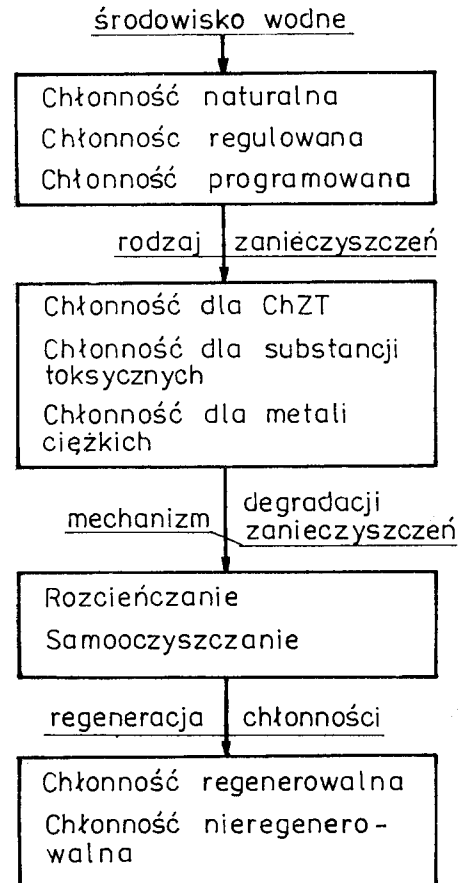 środowisko wodne
Chłonność naturalna
Chłonnośc regulowana
Chłonność programowana
rodzaj zanieczyszczeń
Chłonność dla ChZT
Chłonność dla substancji
toksycznych
Chłonność dla metali
ciężkich
mechanizm degradacji
zanieczyszczeń
Rozcieńczanie
Samooczyszczanie
regeneracja chłonności
Chłonność regenerowalna
Chłonność nieregenero-
walna